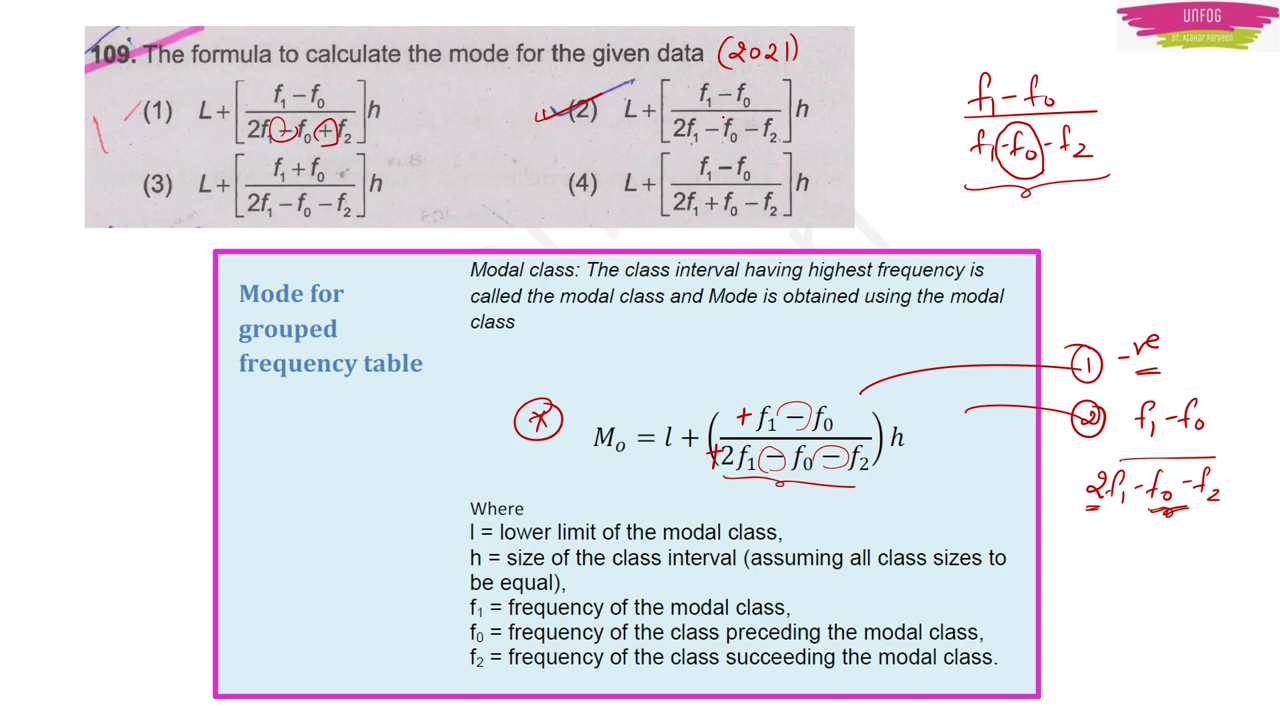 UNFOG
Dr. Atahar Parveen
109. The formula to calculate the mode for the given data (2021)
(1) L+[(f₁ – f₀)/(2f₁ – f₀ + f₂)]h
(2) L+[(f₁ – f₀)/(2f₁ – f₀ – f₂)]h
(3) L+[(f₁ + f₀)/(2f₁ – f₀ – f₂)]h
(4) L+[(f₁ – f₀)/(2f₁ + f₀ – f₂)]h
f₁ – f₀
f₁ – f₀ – f₂
Mode for
grouped
frequency table
Modal class: The class interval having highest frequency is
called the modal class and Mode is obtained using the modal
class
* Mₒ = l + ((+f₁ − f₀)/(+2f₁ − f₀ − f₂)) h
Where
l = lower limit of the modal class,
h = size of the class interval (assuming all class sizes to
be equal),
f₁ = frequency of the modal class,
f₀ = frequency of the class preceding the modal class,
f₂ = frequency of the class succeeding the modal class.
1 -ve
2 f₁ – f₀
2f₁ – f₀ – f₂